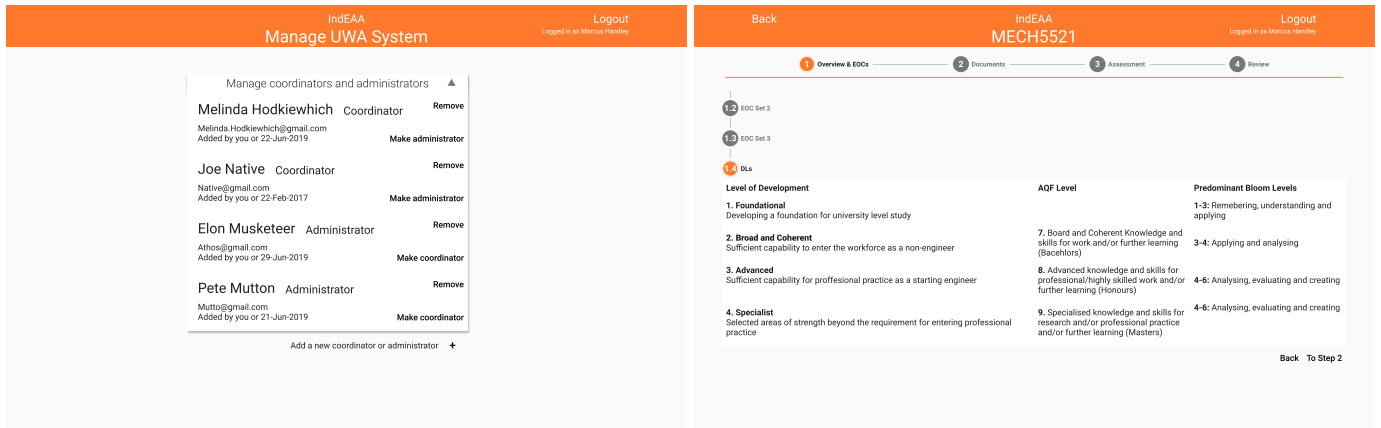 IndEAA
Manage UWA System
Logout
Logged in as Marcus Handley
Manage coordinators and administrators ▲
Melinda Hodkiewhich Coordinator Remove
Melinda.Hodkiewhich@gmail.com
Added by you or 22-Jun-2019 Make administrator
Joe Native Coordinator Remove
Native@gmail.com
Added by you or 22-Feb-2017 Make administrator
Elon Musketeer Administrator Remove
Athos@gmail.com
Added by you or 29-Jun-2019 Make coordinator
Pete Mutton Administrator Remove
Mutto@gmail.com
Added by you or 21-Jun-2019 Make coordinator
Add a new coordinator or administrator +
Back
IndEAA
MECH5521
Logout
Logged in as Marcus Handley
1 Overview & EOCs 2 Documents 3 Assessment 4 Review
1.2 EOC Set 2
1.3 EOC Set 3
1.4 DLs
Level of Development AQF Level Predominant Bloom Levels
1. Foundational
Developing a foundation for university level study
1-3: Remebering, understanding and
applying
2. Broad and Coherent
Sufficient capability to enter the workforce as a non-engineer
7. Board and Coherent Knowledge and
skills for work and/or further learning
(Bacehlors)
3-4: Applying and analysing
3. Advanced
Sufficient capability for proffesional practice as a starting engineer
8. Advanced knowledge and skills for
professional/highly skilled work and/or
further learning (Honours)
4-6: Analysing, evaluating and creating
4. Specialist
Selected areas of strength beyond the requirement for entering professional
practice
9. Specialised knowledge and skills for
research and/or professional practice
and/or further learning (Masters)
4-6: Analysing, evaluating and creating
Back To Step 2